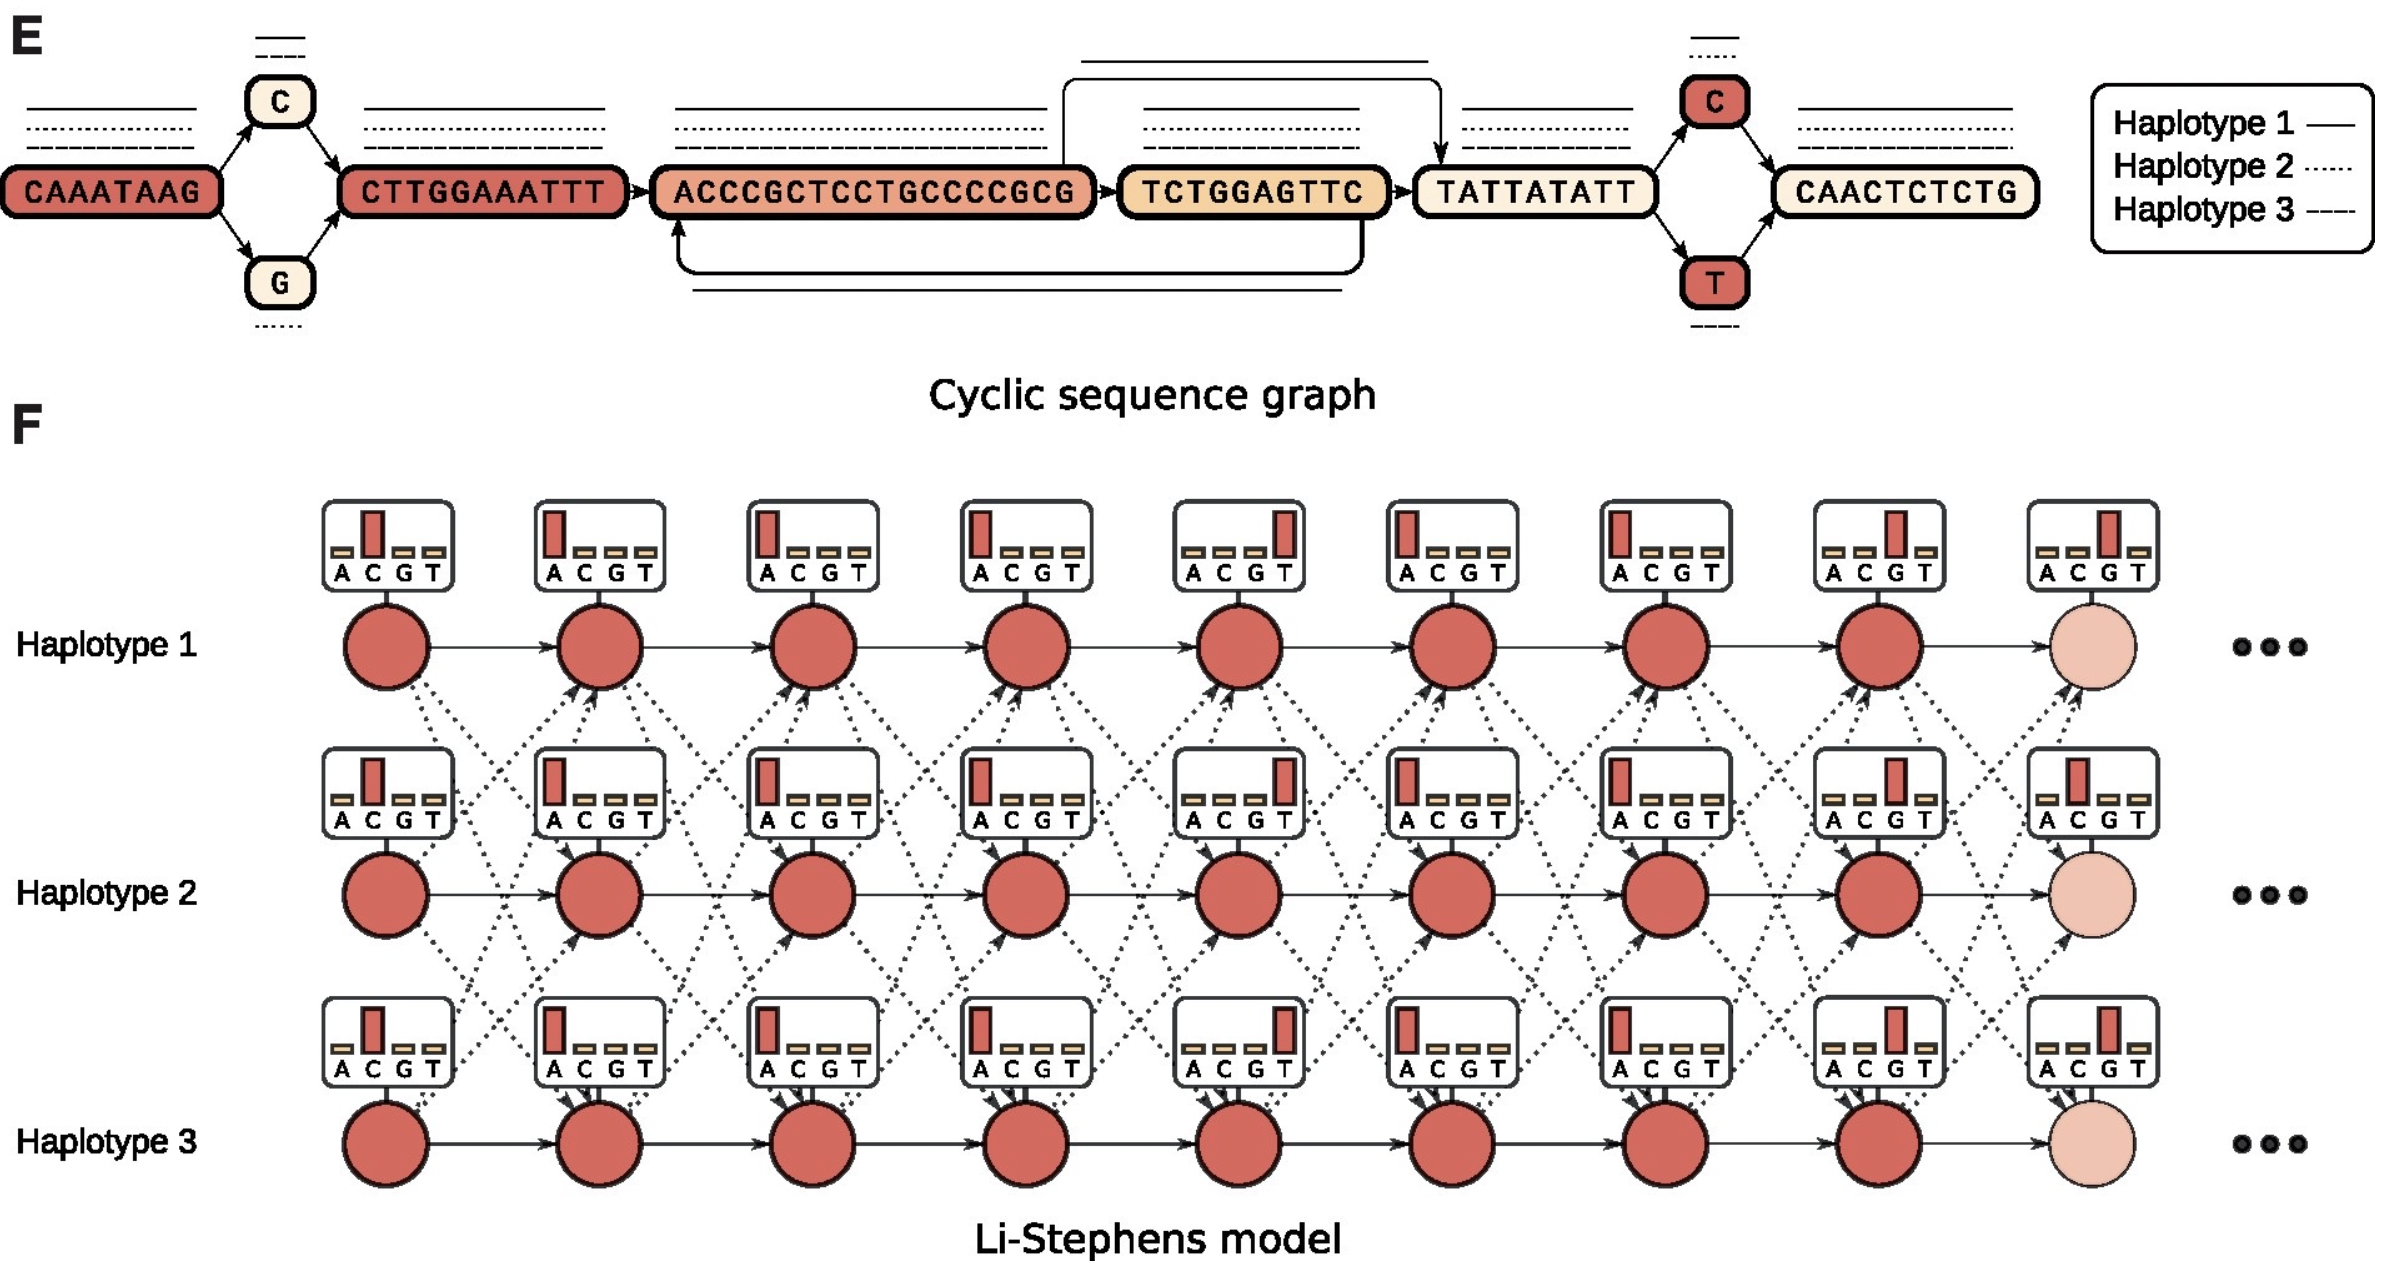 E
C
CAAATAAG CTTGGAAATTT ACCCGCTCCTGCCCCGCG TCTGGAGTTC TATTATATT C CAACTCTCTG
G
T
Haplotype 1
Haplotype 2
Haplotype 3
Cyclic sequence graph
F
A C G T A C G T A C G T A C G T A C G T A C G T A C G T A C G T A C G T
Haplotype 1
A C G T A C G T A C G T A C G T A C G T A C G T A C G T A C G T A C G T
Haplotype 2
A C G T A C G T A C G T A C G T A C G T A C G T A C G T A C G T A C G T
Haplotype 3
Li-Stephens model